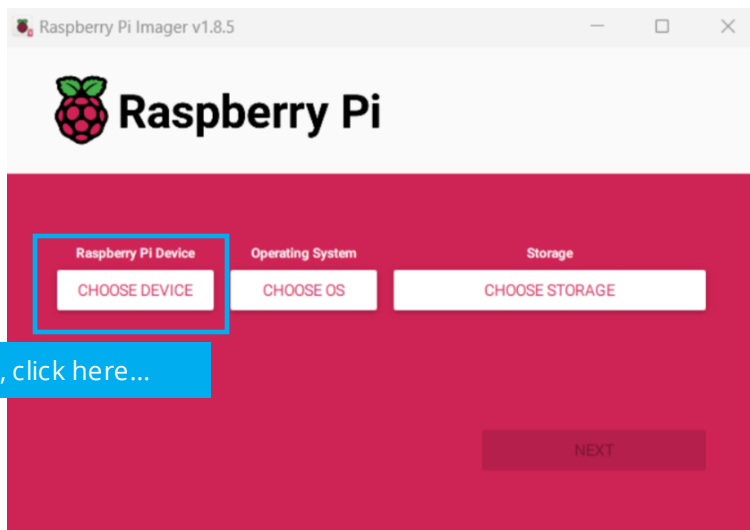 Raspberry Pi Imager v1.8.5
Raspberry Pi
Raspberry Pi Device
Operating System
Storage
CHOOSE DEVICE
CHOOSE OS
CHOOSE STORAGE
, click here...
NEXT